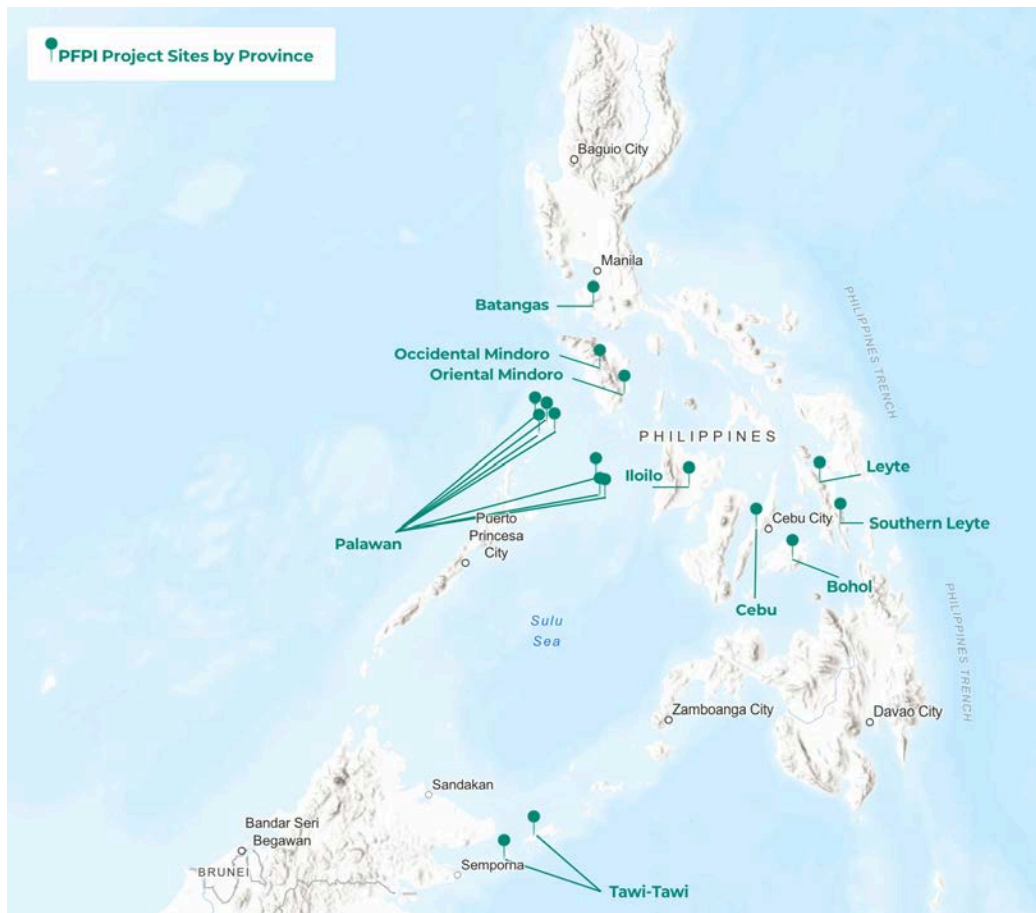 PFPI Project Sites by Province
Baguio City
Manila
Batangas
PHILIPPINES TRENCH
Occidental Mindoro
Oriental Mindoro
PHILIPPINES
Iloilo
Leyte
Puerto
Princesa
City
Cebu City
Southern Leyte
Palawan
Bohol
Cebu
Sulu
Sea
PHILIPPINES TRENCH
Zamboanga City
Davao City
Sandakan
Bandar Seri
Begawan
BRUNEI
Semporna
Tawi-Tawi